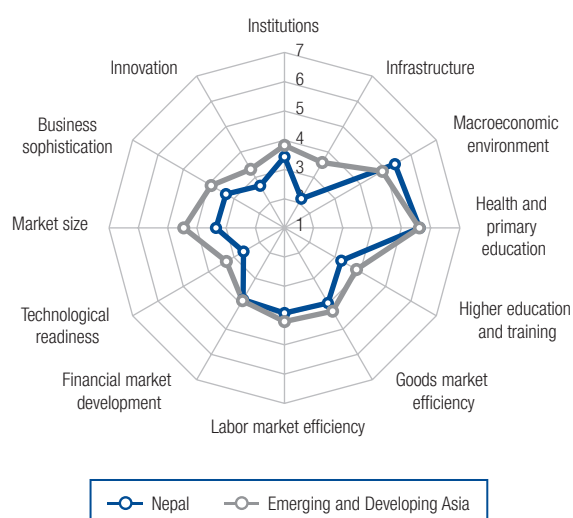 Institutions
7
6
5
4
3
2
1
Infrastructure
Macroeconomic
environment
Health and
primary
education
Higher education
and training
Goods market
efficiency
Labor market efficiency
Financial market
development
Technological
readiness
Market size
Business
sophistication
Innovation
Nepal
Emerging and Developing Asia